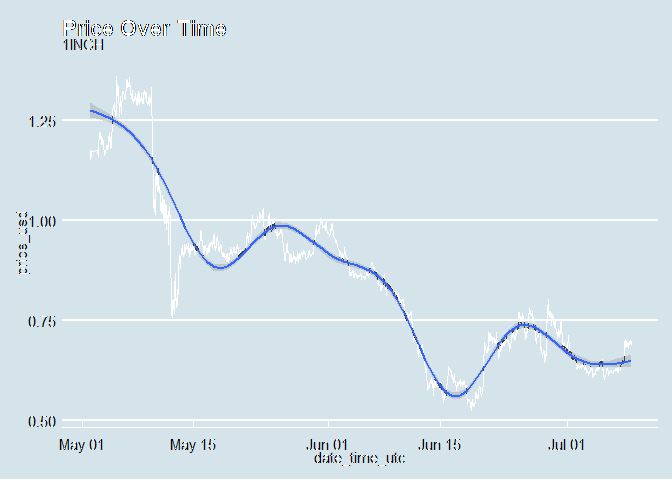 Price Over Time
1INCH
price_usd
1.25
1.00
0.75
0.50
May 01
May 15
Jun 01
Jun 15
Jul 01
date_time_utc